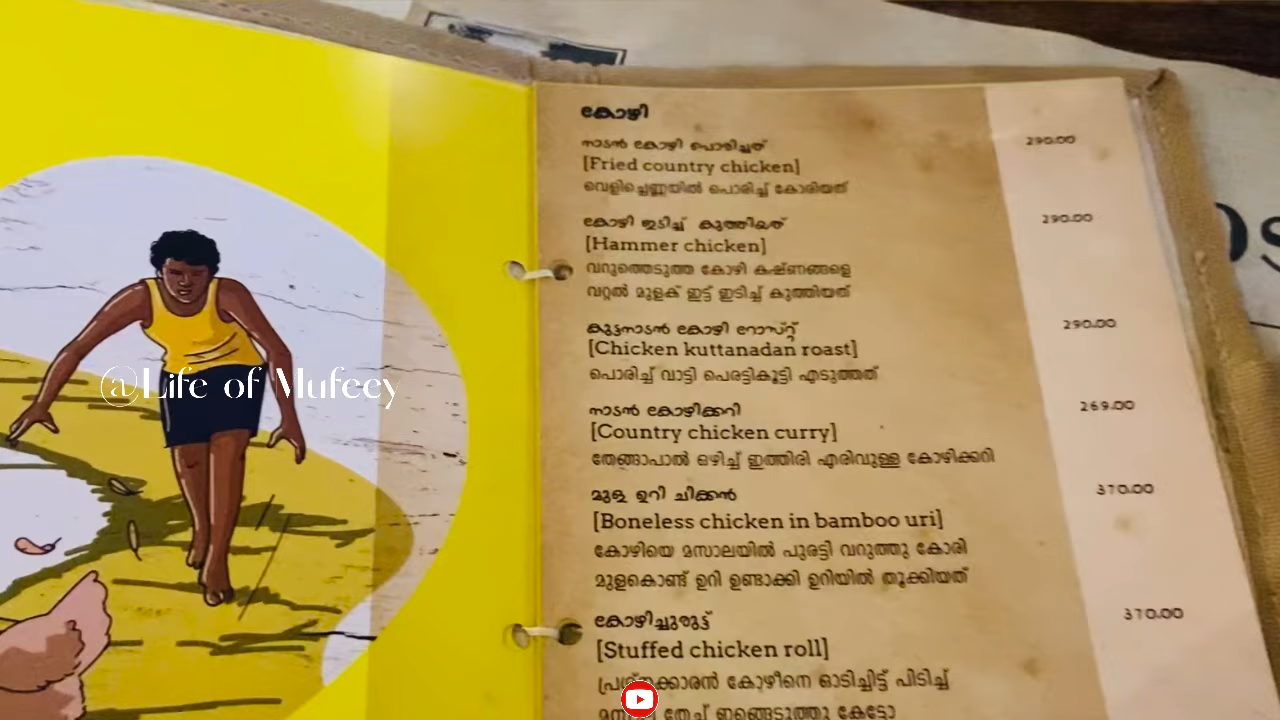 കോഴി
നാടൻ കോഴി പൊരിച്ചത്
290.00
[Fried country chicken]
വെളിച്ചെണ്ണയിൽ പൊരിച്ച് കോരിയത്
കോഴി ഇടിച്ച് കുത്തിയത്
290.00
[Hammer chicken]
വറുത്തെടുത്ത കോഴി കഷ്ണങ്ങളെ
വറ്റൽ മുളക് ഇട്ട് ഇടിച്ച് കുത്തിയത്
കുട്ടനാടൻ കോഴി റോസ്റ്റ്
290.00
[Chicken kuttanadan roast]
പൊരിച്ച് വാട്ടി പെരട്ടികൂട്ടി എടുത്തത്
നാടൻ കോഴിക്കറി
269.00
[Country chicken curry]
തേങ്ങാപാൽ ഒഴിച്ച് ഇത്തിരി എരിവുള്ള കോഴിക്കറി
മുള ഉറി ചിക്കൻ
370.00
[Boneless chicken in bamboo uri]
കോഴിയെ മസാലയിൽ പുരട്ടി വറുത്തു കോരി
മുളകൊണ്ട് ഉറി ഉണ്ടാക്കി ഉറിയിൽ തൂക്കിയത്
കോഴിച്ചുരുട്ട്
370.00
[Stuffed chicken roll]
കോഴീനെ ഓടിച്ചിട്ട് പിടിച്ച്
തേച് ഇങ്ങെടുത്തു കേട്ടോ
@Life of Mufeey